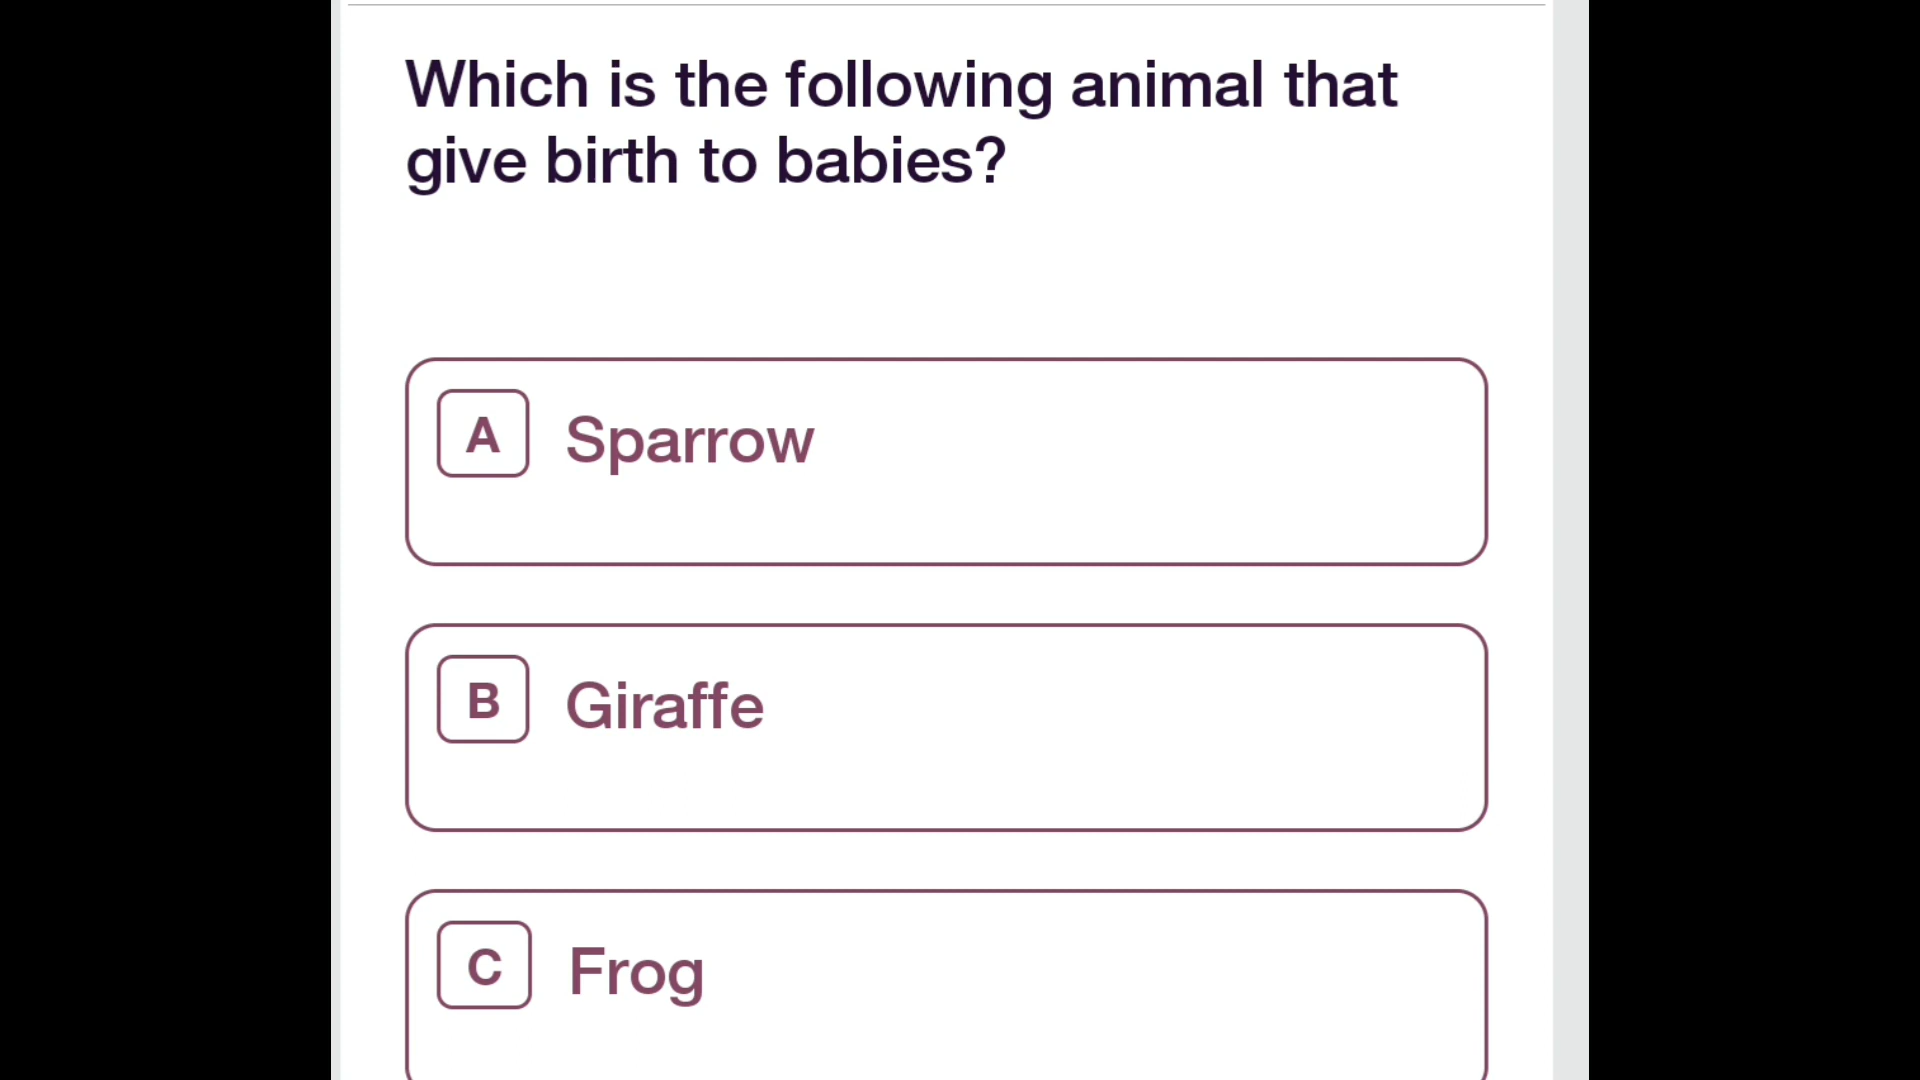 Which is the following animal that
give birth to babies?
A Sparrow
B Giraffe
C Frog